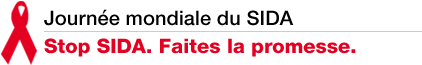 Journée mondiale du SIDA
Stop SIDA. Faites la promesse.